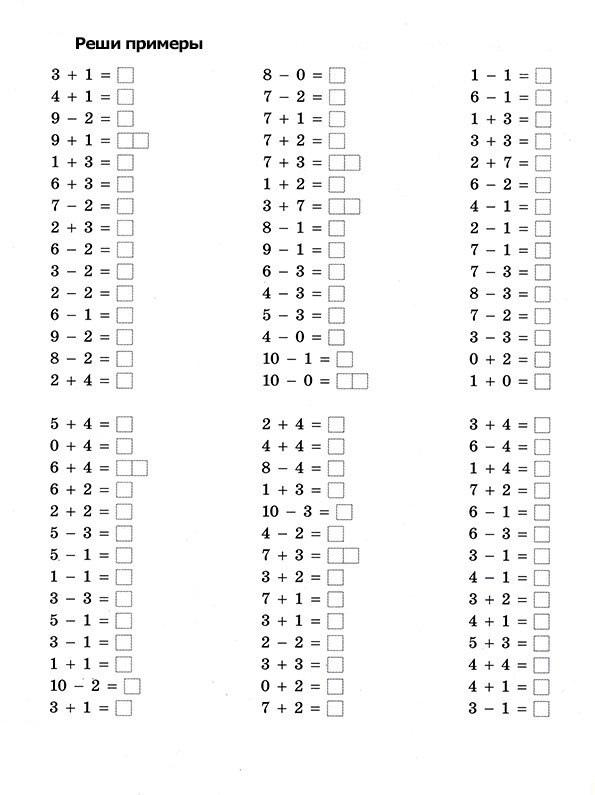 Реши примеры
3 + 1 =
4 + 1 =
9 – 2 =
9 + 1 =
1 + 3 =
6 + 3 =
7 – 2 =
2 + 3 =
6 – 2 =
3 – 2 =
2 – 2 =
6 – 1 =
9 – 2 =
8 – 2 =
2 + 4 =
8 – 0 =
7 – 2 =
7 + 1 =
7 + 2 =
7 + 3 =
1 + 2 =
3 + 7 =
8 – 1 =
9 – 1 =
6 – 3 =
4 – 3 =
5 – 3 =
4 – 0 =
10 – 1 =
10 – 0 =
1 – 1 =
6 – 1 =
1 + 3 =
3 + 3 =
2 + 7 =
6 – 2 =
4 – 1 =
2 – 1 =
7 – 1 =
7 – 3 =
8 – 3 =
7 – 2 =
3 – 3 =
0 + 2 =
1 + 0 =
5 + 4 =
0 + 4 =
6 + 4 =
6 + 2 =
2 + 2 =
5 – 3 =
5 – 1 =
1 – 1 =
3 – 3 =
5 – 1 =
3 – 1 =
1 + 1 =
10 – 2 =
3 + 1 =
2 + 4 =
4 + 4 =
8 – 4 =
1 + 3 =
10 – 3 =
4 – 2 =
7 + 3 =
3 + 2 =
7 + 1 =
3 + 1 =
2 – 2 =
3 + 3 =
0 + 2 =
7 + 2 =
3 + 4 =
6 – 4 =
1 + 4 =
7 + 2 =
6 – 1 =
6 – 3 =
3 – 1 =
4 – 1 =
3 + 2 =
4 + 1 =
5 + 3 =
4 + 4 =
4 + 1 =
3 – 1 =